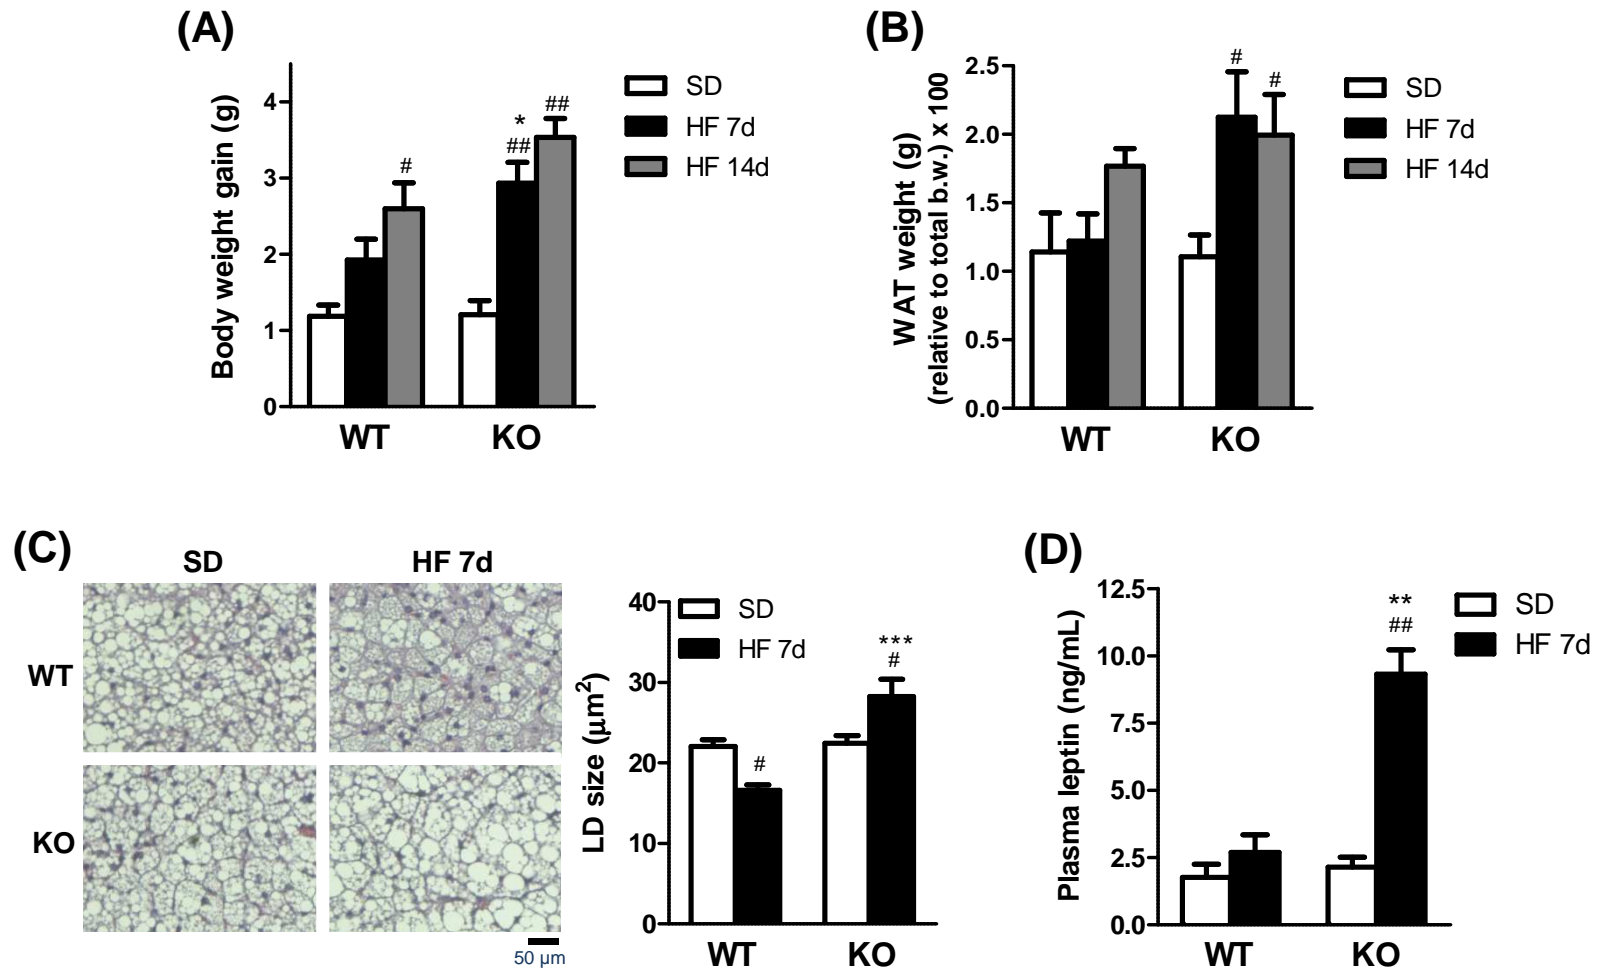 (A)
Body weight gain (g)
4
3
2
1
0
#
*
##
##
WT
KO
SD
HF 7d
HF 14d
(B)
WAT weight (g)
(relative to total b.w.) x 100
2.5
2.0
1.5
1.0
0.5
0.0
#
#
WT
KO
SD
HF 7d
HF 14d
(C)
SD
HF 7d
WT
KO
50 µm
LD size (µm²)
40
30
20
10
0
SD
HF 7d
#
***
#
WT
KO
(D)
Plasma leptin (ng/mL)
12.5
10.0
7.5
5.0
2.5
0.0
**
##
WT
KO
SD
HF 7d